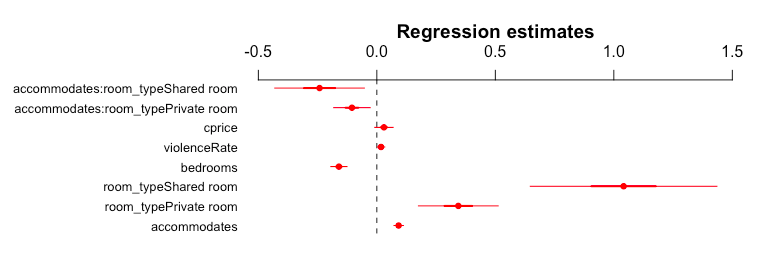 Regression estimates
-0.5 0.0 0.5 1.0 1.5
accommodates:room_typeShared room
accommodates:room_typePrivate room
cprice
violenceRate
bedrooms
room_typeShared room
room_typePrivate room
accommodates